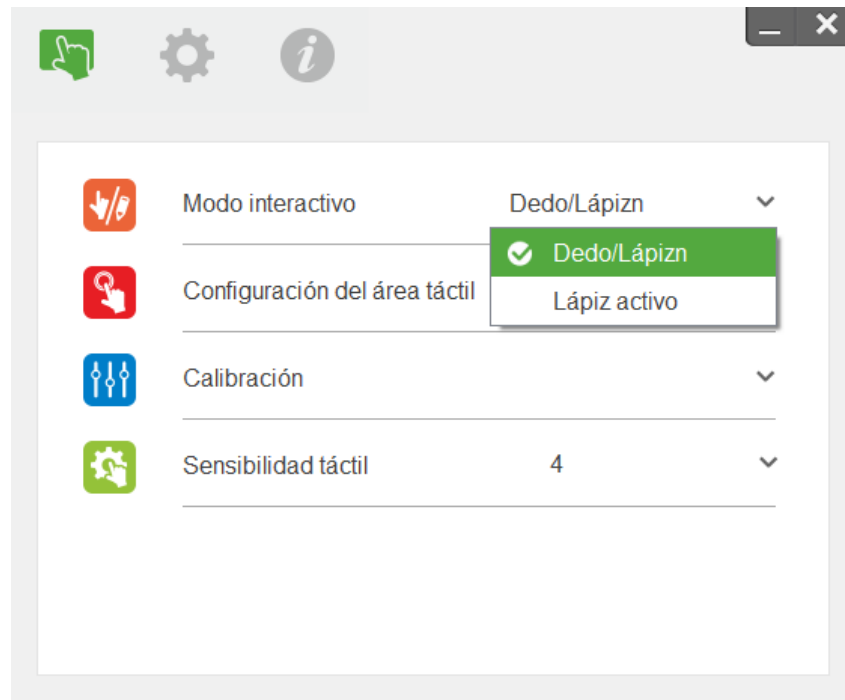 Modo interactivo Dedo/Lápizn
Dedo/Lápizn
Configuración del área táctil
Lápiz activo
Calibración
Sensibilidad táctil 4